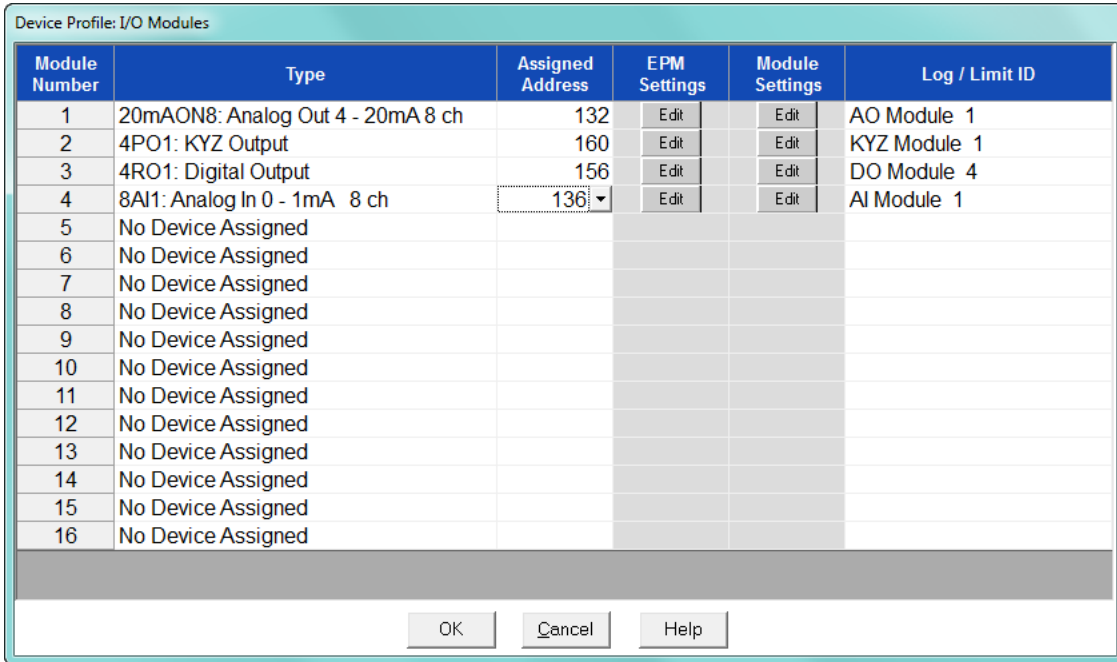 Device Profile: I/O Modules
Module Number Type Assigned Address EPM Settings Module Settings Log / Limit ID
1 20mAON8: Analog Out 4 - 20mA 8 ch 132 Edit Edit AO Module 1
2 4PO1: KYZ Output 160 Edit Edit KYZ Module 1
3 4RO1: Digital Output 156 Edit Edit DO Module 4
4 8AI1: Analog In 0 - 1mA 8 ch 136 Edit Edit AI Module 1
5 No Device Assigned
6 No Device Assigned
7 No Device Assigned
8 No Device Assigned
9 No Device Assigned
10 No Device Assigned
11 No Device Assigned
12 No Device Assigned
13 No Device Assigned
14 No Device Assigned
15 No Device Assigned
16 No Device Assigned
OK Cancel Help